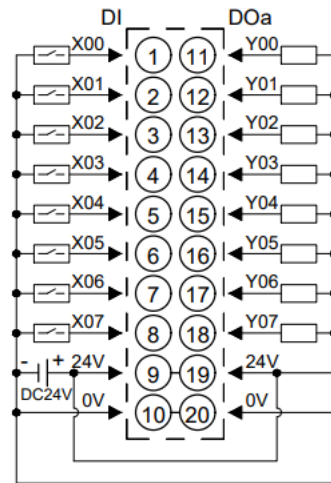 DI DOa
X00 1 11 Y00
X01 2 12 Y01
X02 3 13 Y02
X03 4 14 Y03
X04 5 15 Y04
X05 6 16 Y05
X06 7 17 Y06
X07 8 18 Y07
- + 24V 9 19 24V
DC24V 0V 10 20 0V